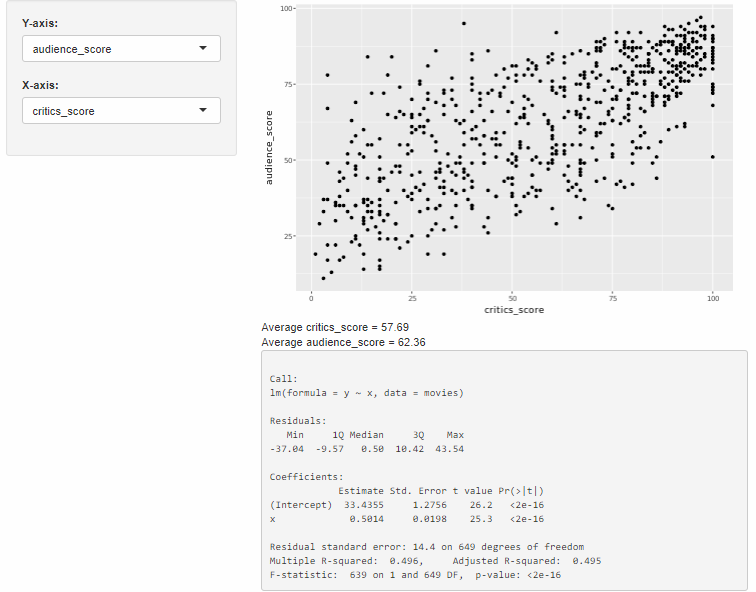 Y-axis:
audience_score
X-axis:
critics_score
100
75
50
25
audience_score
0 25 50 75 100
critics_score
Average critics_score = 57.69
Average audience_score = 62.36
Call:
lm(formula = y ~ x, data = movies)
Residuals:
Min 1Q Median 3Q Max
-37.04 -9.57 0.50 10.42 43.54
Coefficients:
Estimate Std. Error t value Pr(>|t|)
(Intercept) 33.4355 1.2756 26.2 <2e-16
x 0.5014 0.0198 25.3 <2e-16
Residual standard error: 14.4 on 649 degrees of freedom
Multiple R-squared: 0.496, Adjusted R-squared: 0.495
F-statistic: 639 on 1 and 649 DF, p-value: <2e-16